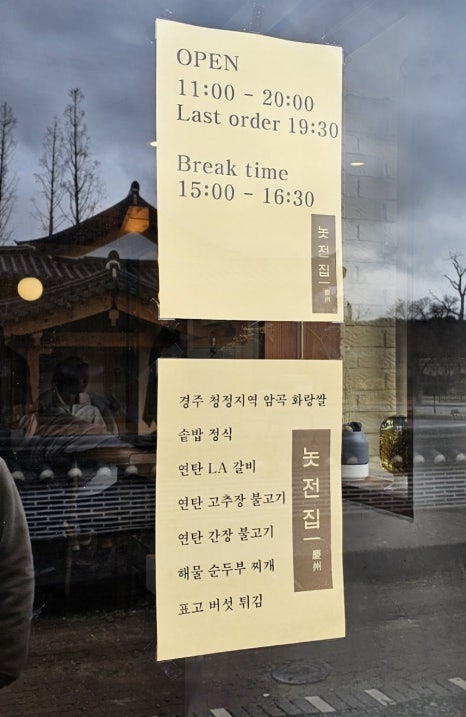 OPEN
11:00 - 20:00
Last order 19:30
Break time
15:00 - 16:30
놋전집
慶州
경주 청정지역 암곡 화랑쌀
솥밥 정식
연탄 LA 갈비
연탄 고추장 불고기
연탄 간장 불고기
해물 순두부 찌개
표고 버섯 튀김
놋전집
慶州